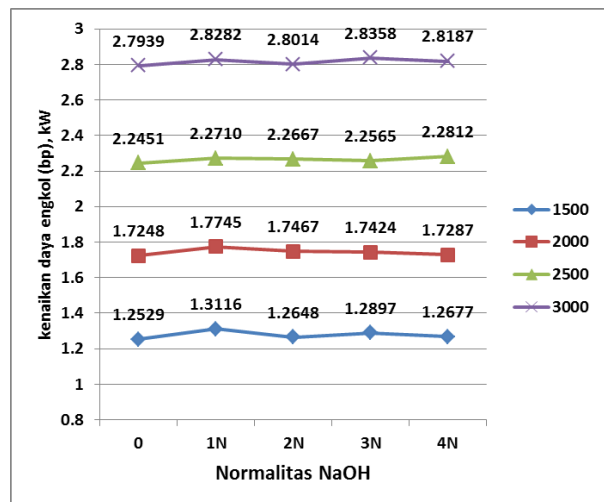 3
2.8
2.6
2.4
2.2
2
1.8
1.6
1.4
1.2
1
0.8
kenaikan daya engkol (bp), kW
2.7939 2.8282 2.8014 2.8358 2.8187
2.2451 2.2710 2.2667 2.2565 2.2812
1.7248 1.7745 1.7467 1.7424 1.7287
1.2529 1.3116 1.2648 1.2897 1.2677
0 1N 2N 3N 4N
Normalitas NaOH
1500
2000
2500
3000